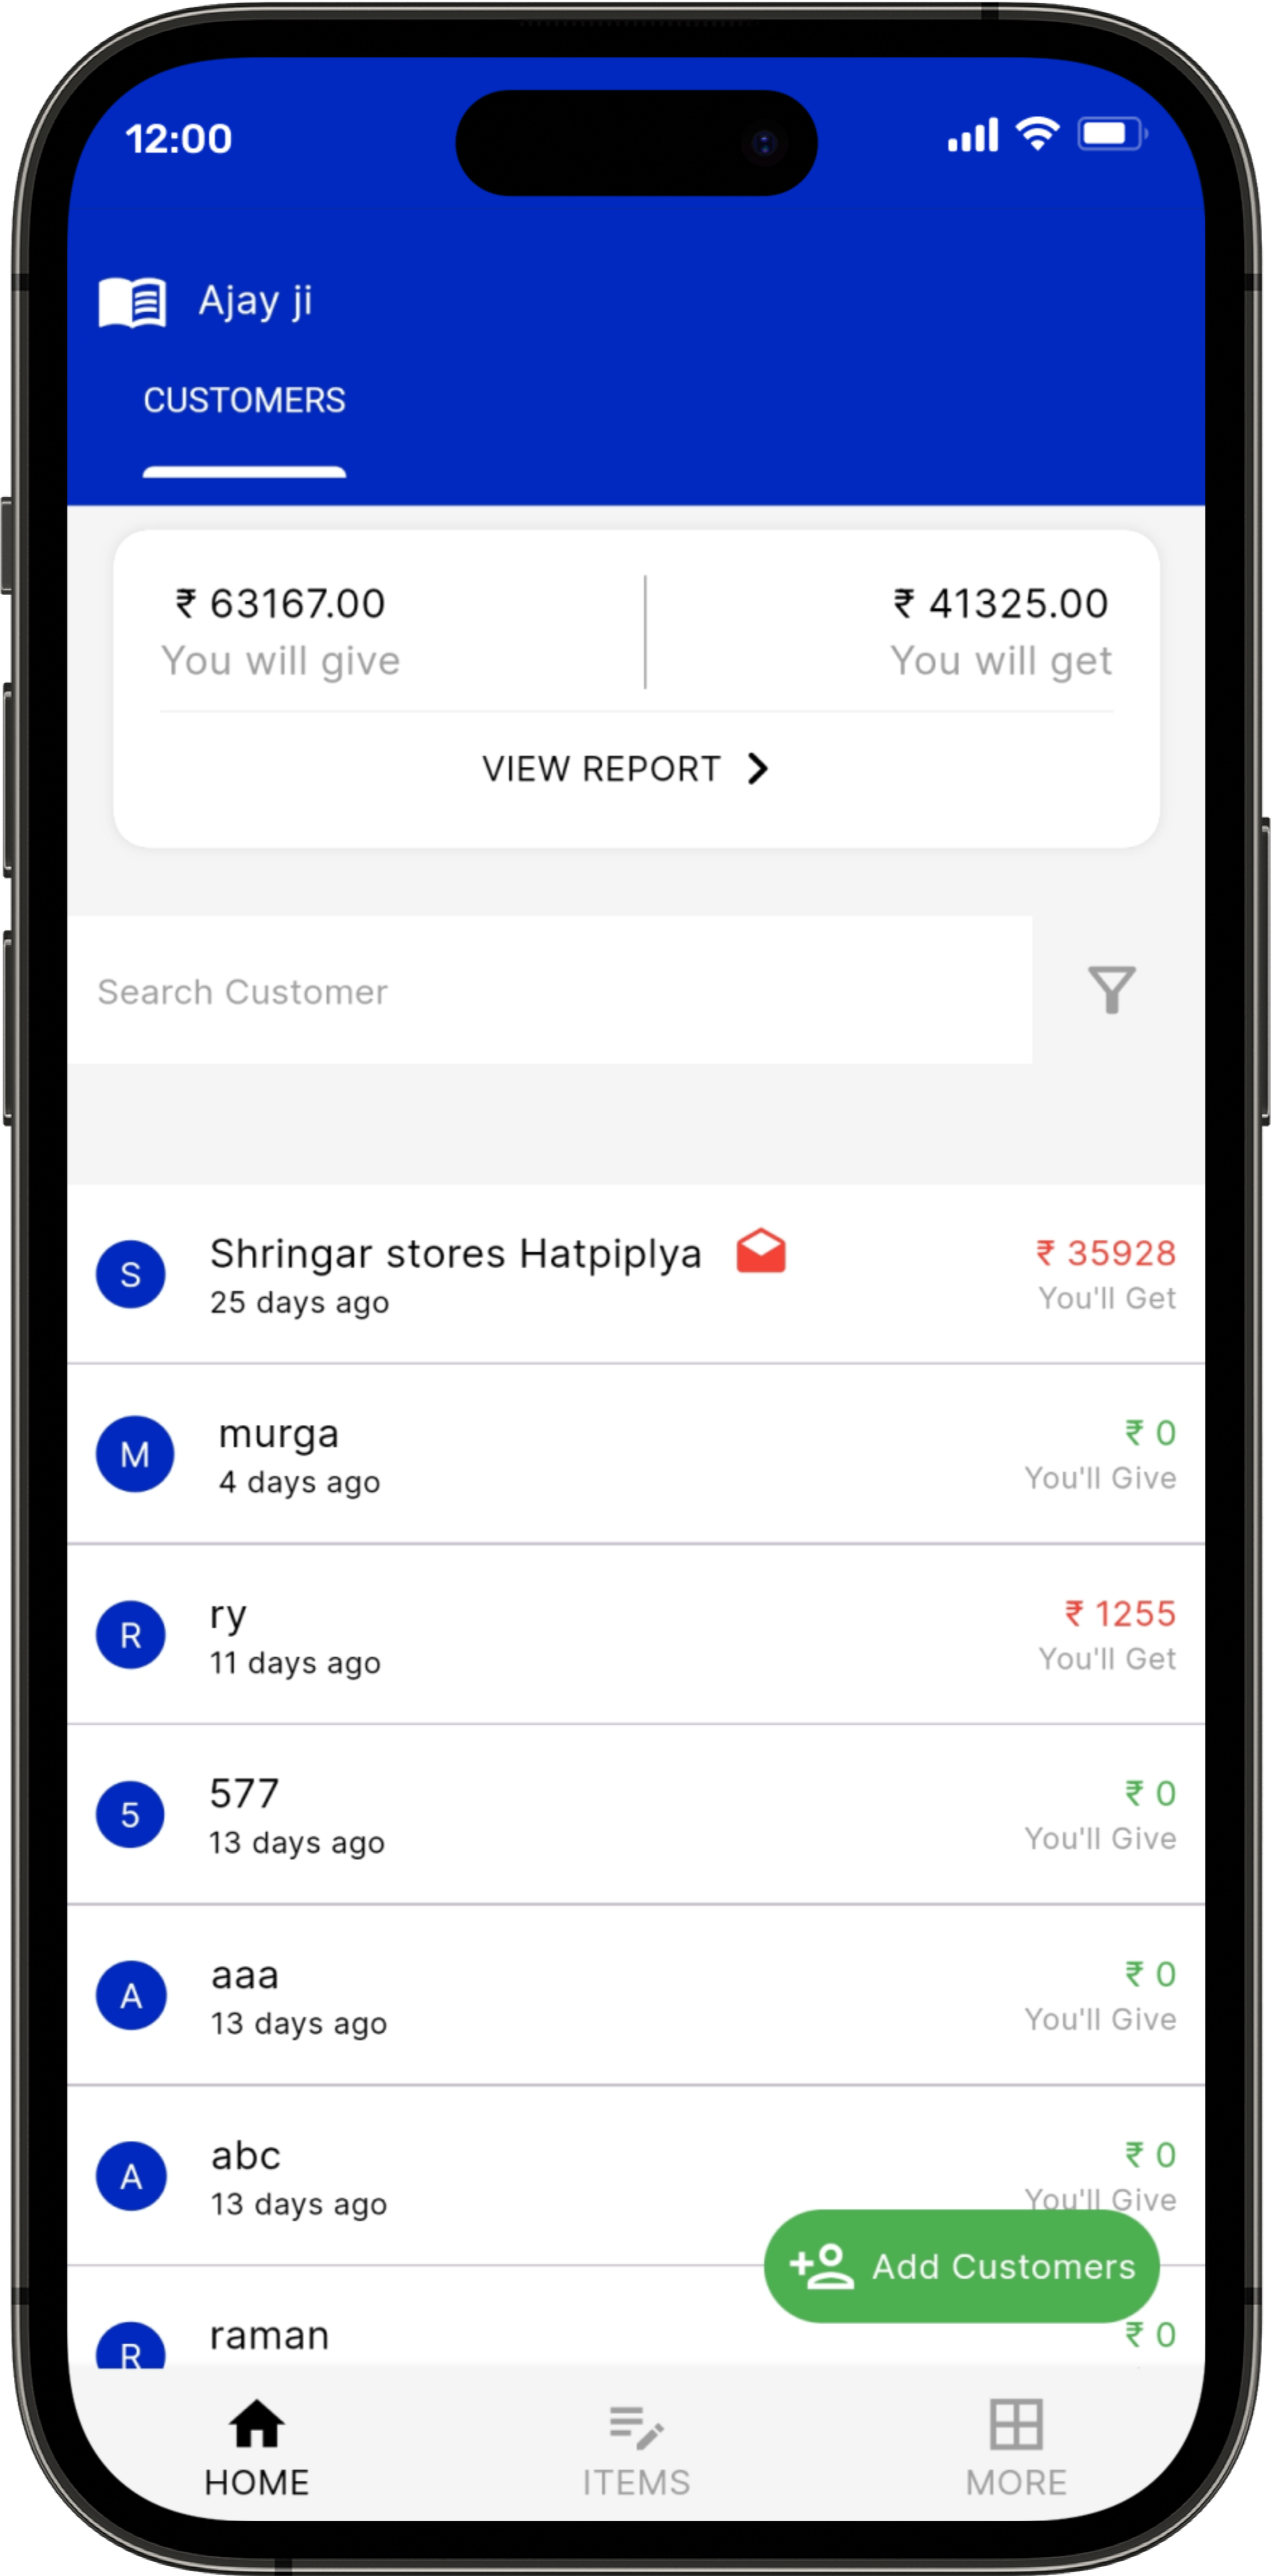 12:00
Ajay ji
CUSTOMERS
₹ 63167.00
₹ 41325.00
You will give
You will get
VIEW REPORT
Search Customer
S
Shringar stores Hatpiplya
₹ 35928
25 days ago
You'll Get
M
murga
₹ 0
4 days ago
You'll Give
R
ry
₹ 1255
11 days ago
You'll Get
5
577
₹ 0
13 days ago
You'll Give
A
aaa
₹ 0
13 days ago
You'll Give
A
abc
₹ 0
13 days ago
You'll Give
Add Customers
R
raman
₹ 0
HOME
ITEMS
MORE